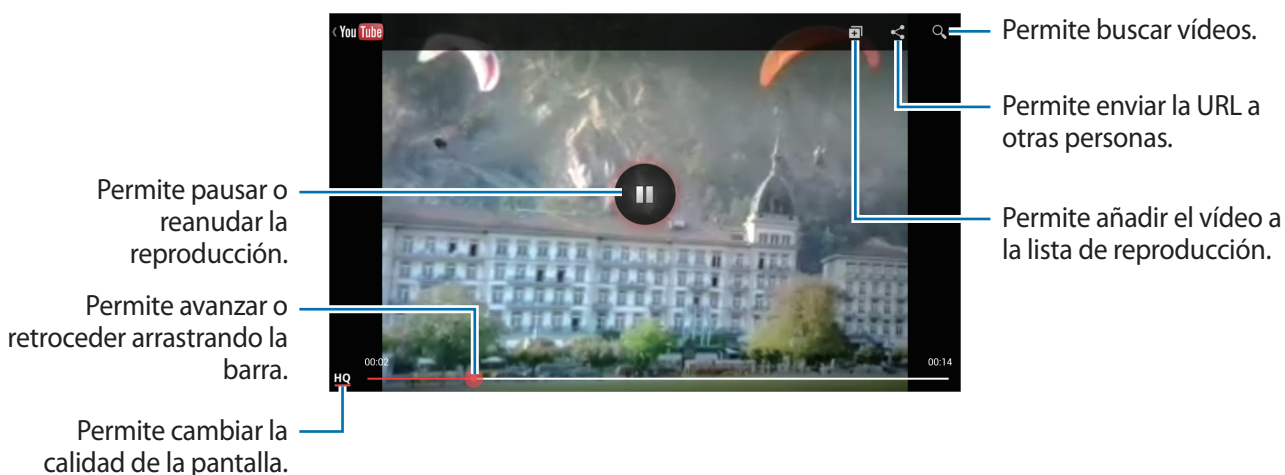 You Tube
Permite buscar vídeos.
Permite enviar la URL a
otras personas.
Permite añadir el vídeo a
la lista de reproducción.
Permite pausar o
reanudar la
reproducción.
Permite avanzar o
retroceder arrastrando la
barra.
00:02
00:14
HQ
Permite cambiar la
calidad de la pantalla.